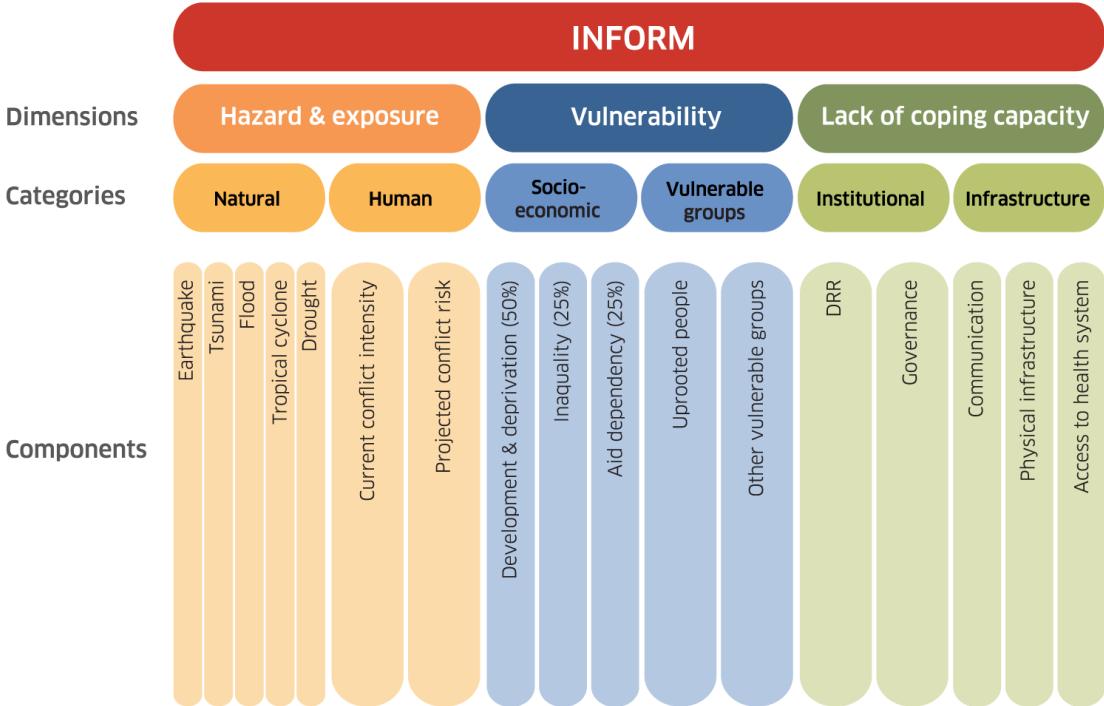 INFORM
Dimensions
Hazard & exposure
Vulnerability
Lack of coping capacity
Categories
Natural
Human
Socio-
economic
Vulnerable
groups
Institutional
Infrastructure
Components
Earthquake
Tsunami
Flood
Tropical cyclone
Drought
Current conflict intensity
Projected conflict risk
Development & deprivation (50%)
Inaquality (25%)
Aid dependency (25%)
Uprooted people
Other vulnerable groups
DRR
Governance
Communication
Physical infrastructure
Access to health system